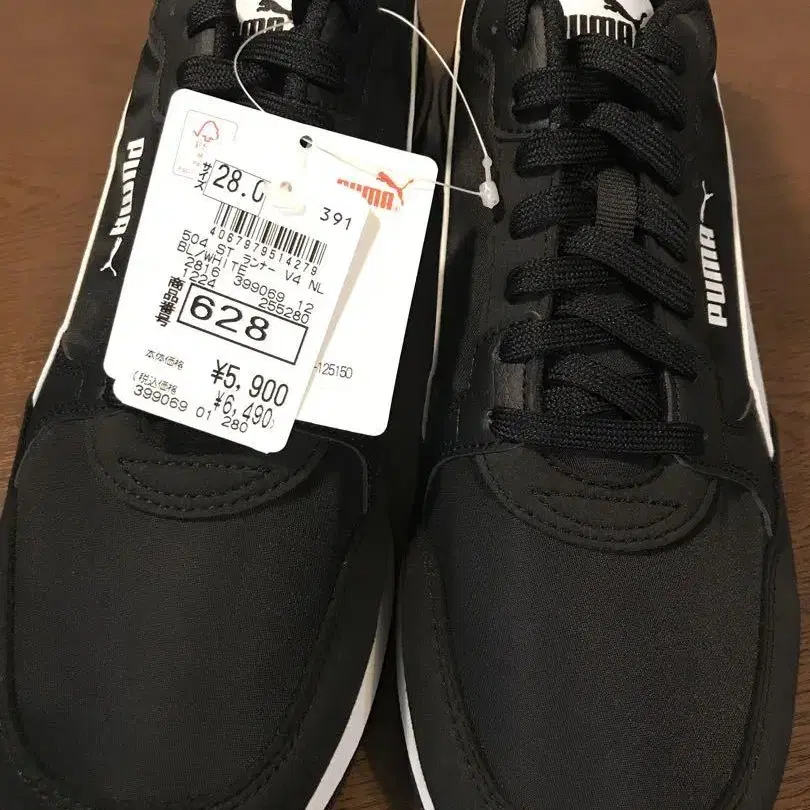 PUMA
PUMA
PUMA
サイズ
28.0
PUMA
391
4067979514279
504 ST ランナー V4 NL
BL/WHITE
2816 399069 12
1224 255280
商品番号
628
本体価格
¥5,900
(税込価格
¥6,490)
399069 01 280
-125150
PUMA